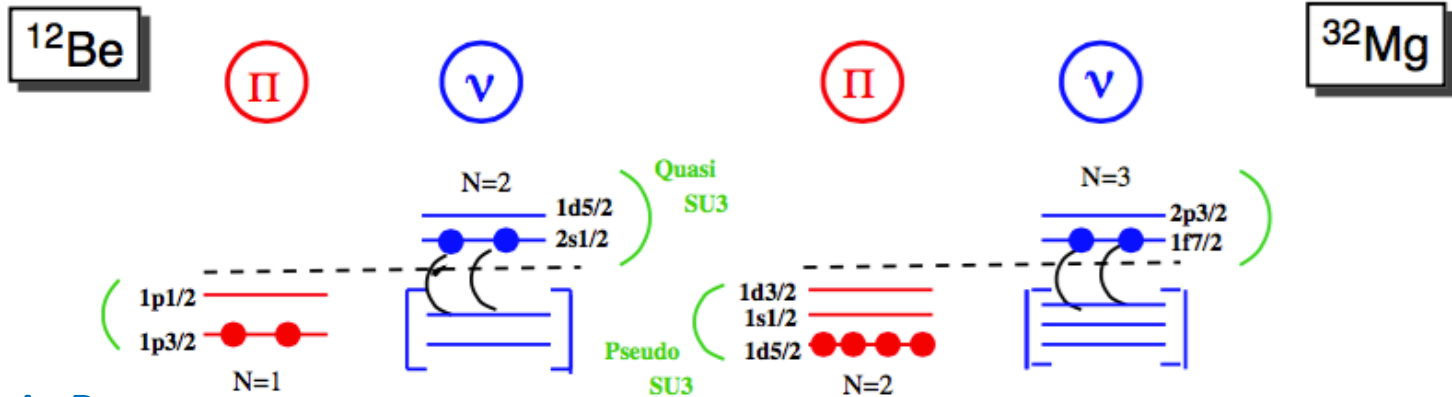 ¹²Be
Π
ν
N=2
1d5/2
2s1/2
Quasi
SU3
1p1/2
1p3/2
N=1
Pseudo
SU3
Π
ν
³²Mg
N=3
2p3/2
1f7/2
1d3/2
1s1/2
1d5/2
N=2